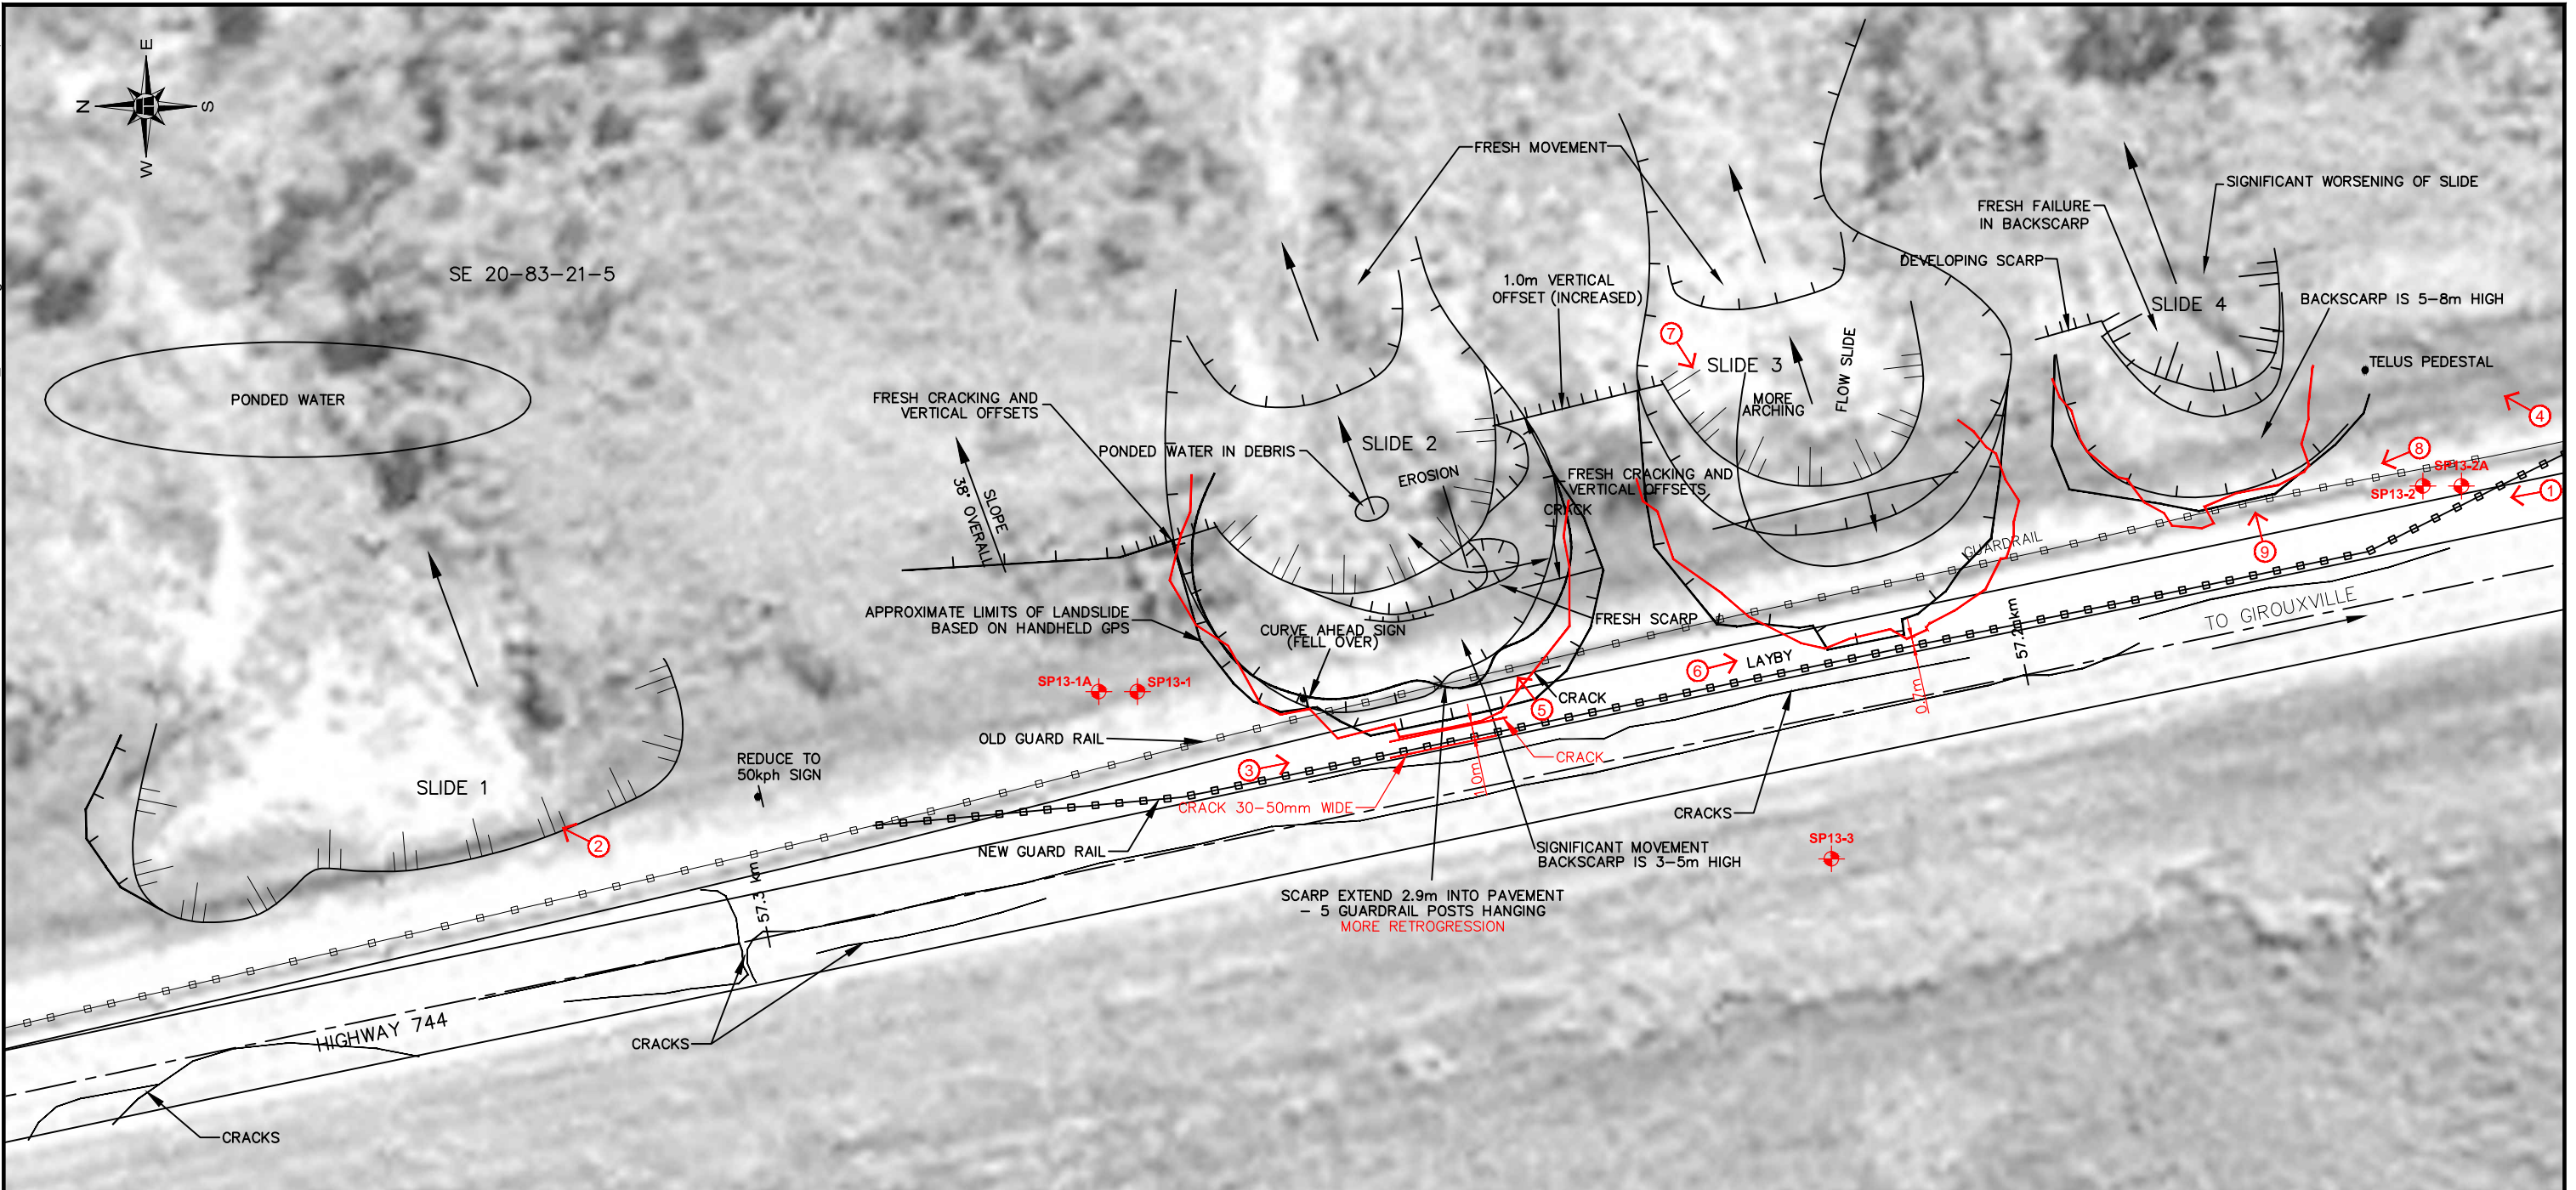 E
N
S
W
SE 20-83-21-5
PONDED WATER
FRESH MOVEMENT
SIGNIFICANT WORSENING OF SLIDE
FRESH FAILURE
IN BACKSCARP
DEVELOPING SCARP
SLIDE 4
BACKSCARP IS 5-8m HIGH
TELUS PEDESTAL
1.0m VERTICAL
OFFSET (INCREASED)
7
SLIDE 3
MORE
ARCHING
FLOW SLIDE
4
8
SP13-2A
SP13-2
1
9
FRESH CRACKING AND
VERTICAL OFFSETS
PONDED WATER IN DEBRIS
SLIDE 2
EROSION
FRESH CRACKING AND
VERTICAL OFFSETS
CRACK
SLOPE
38° OVERALL
GUARDRAIL
APPROXIMATE LIMITS OF LANDSLIDE
BASED ON HANDHELD GPS
CURVE AHEAD SIGN
(FELL OVER)
FRESH SCARP
TO GIROUXVILLE
57.2km
SP13-1A
SP13-1
6
LAYBY
0.7m
5
CRACK
OLD GUARD RAIL
3
CRACK
1.0m
CRACK 30-50mm WIDE
REDUCE TO
50kph SIGN
SLIDE 1
2
NEW GUARD RAIL
CRACKS
SIGNIFICANT MOVEMENT
BACKSCARP IS 3-5m HIGH
SP13-3
SCARP EXTEND 2.9m INTO PAVEMENT
- 5 GUARDRAIL POSTS HANGING
MORE RETROGRESSION
57.3 km
HIGHWAY 744
CRACKS
CRACKS